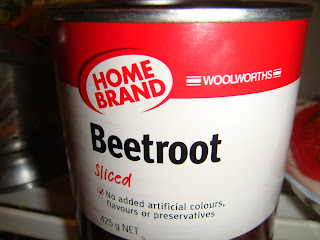 HOME
BRAND
WOOLWORTHS
Beetroot
sliced
No added artificial colours,
flavours or preservatives
425 g NET